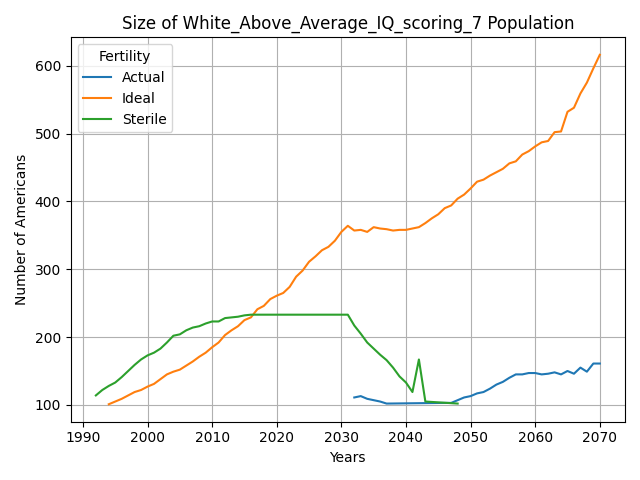 Size of White_Above_Average_IQ_scoring_7 Population
Fertility
Actual
Ideal
Sterile
Number of Americans
600
500
400
300
200
100
1990 2000 2010 2020 2030 2040 2050 2060 2070
Years